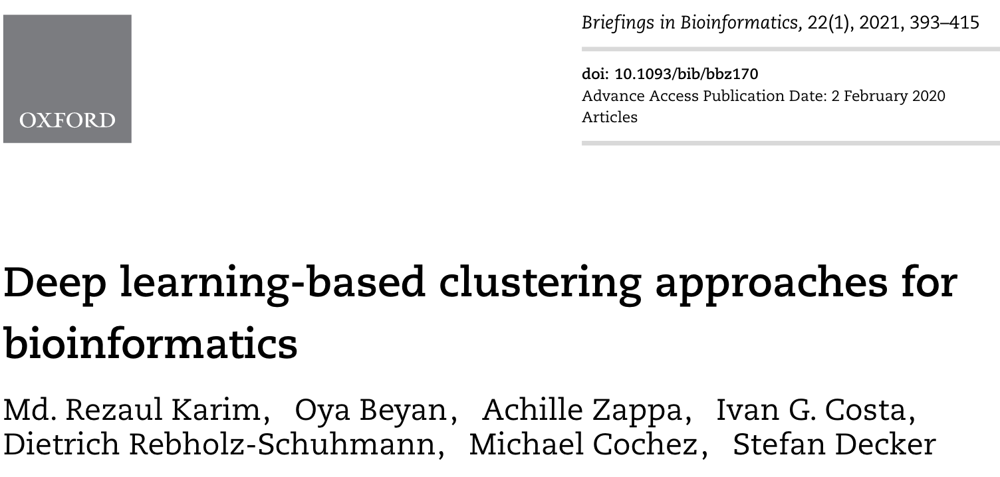 OXFORD
Briefings in Bioinformatics, 22(1), 2021, 393–415
doi: 10.1093/bib/bbz170
Advance Access Publication Date: 2 February 2020
Articles
Deep learning-based clustering approaches for
bioinformatics
Md. Rezaul Karim, Oya Beyan, Achille Zappa, Ivan G. Costa,
Dietrich Rebholz-Schuhmann, Michael Cochez, Stefan Decker